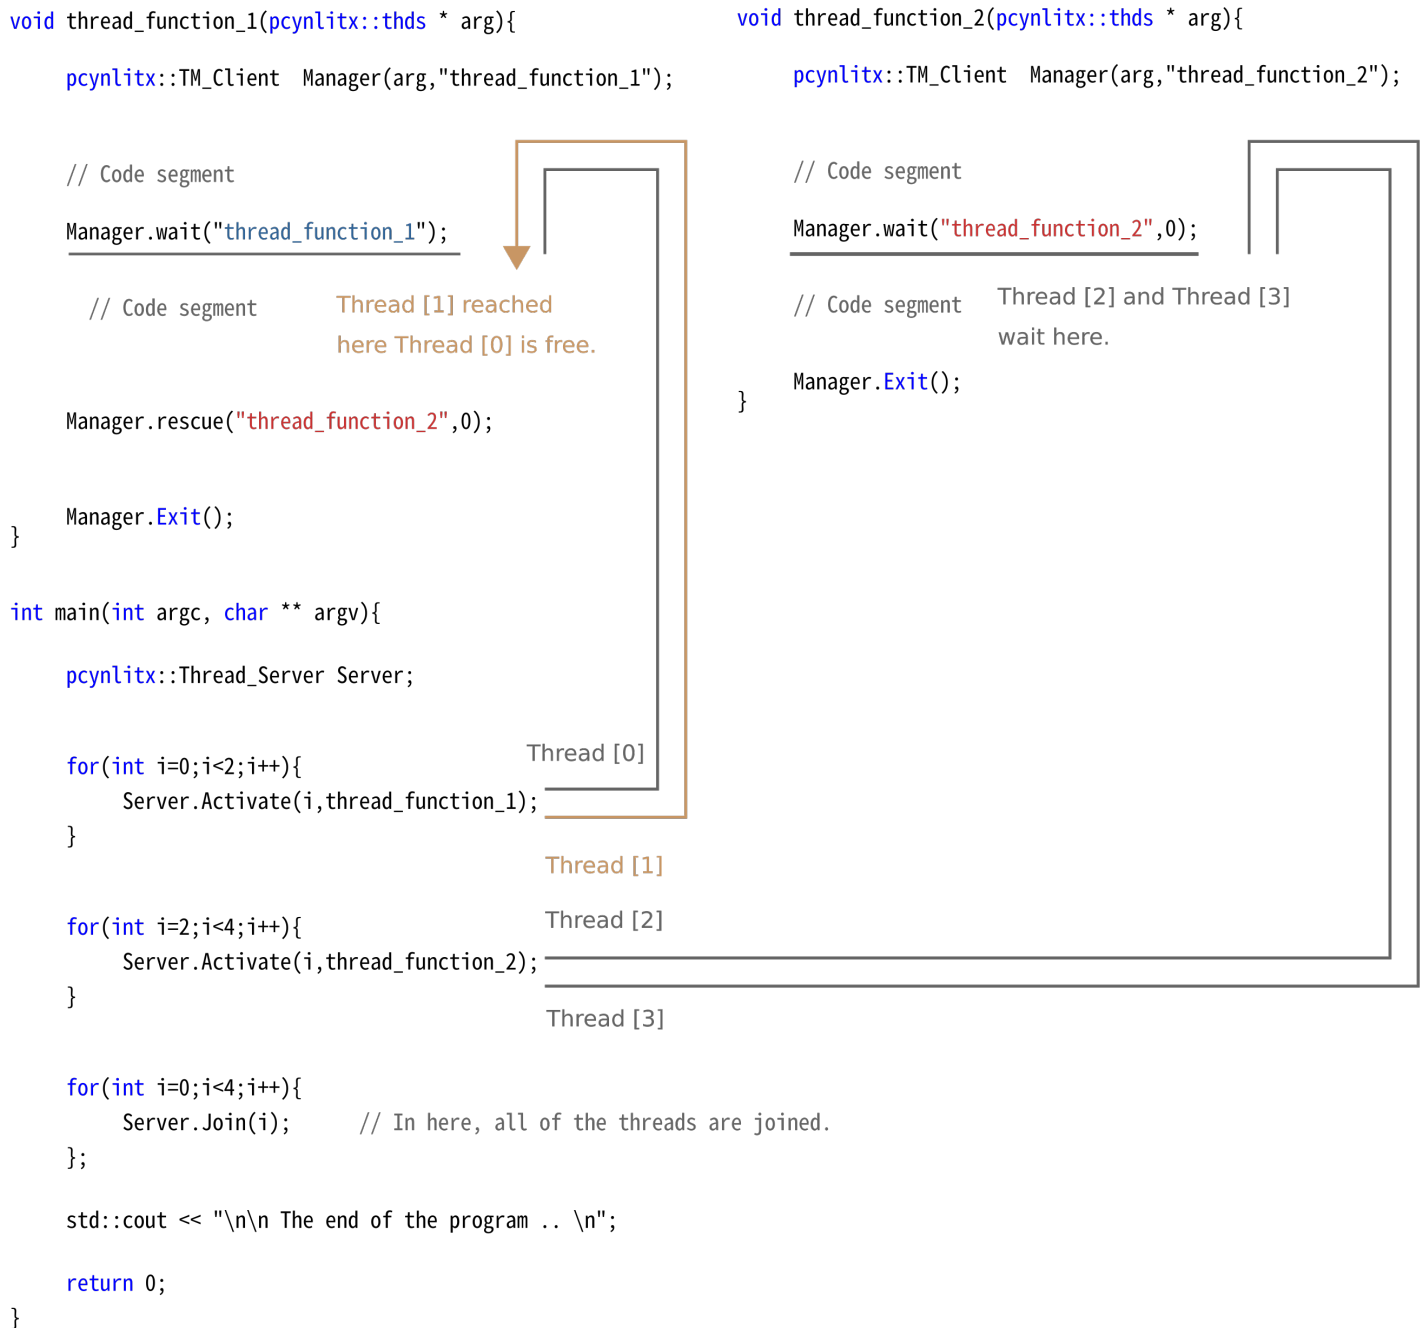 void thread_function_1(pcynlitx::thds * arg){
pcynlitx::TM_Client  Manager(arg,"thread_function_1");
// Code segment
Manager.wait("thread_function_1");
// Code segment
Thread [1] reached
here Thread [0] is free.
Manager.rescue("thread_function_2",0);
Manager.Exit();
}
void thread_function_2(pcynlitx::thds * arg){
pcynlitx::TM_Client  Manager(arg,"thread_function_2");
// Code segment
Manager.wait("thread_function_2",0);
// Code segment
Thread [2] and Thread [3]
wait here.
Manager.Exit();
}
int main(int argc, char ** argv){
pcynlitx::Thread_Server Server;
Thread [0]
for(int i=0;i<2;i++){
Server.Activate(i,thread_function_1);
}
Thread [1]
Thread [2]
for(int i=2;i<4;i++){
Server.Activate(i,thread_function_2);
}
Thread [3]
for(int i=0;i<4;i++){
Server.Join(i);      // In here, all of the threads are joined.
};
std::cout << "\n\n The end of the program .. \n";
return 0;
}